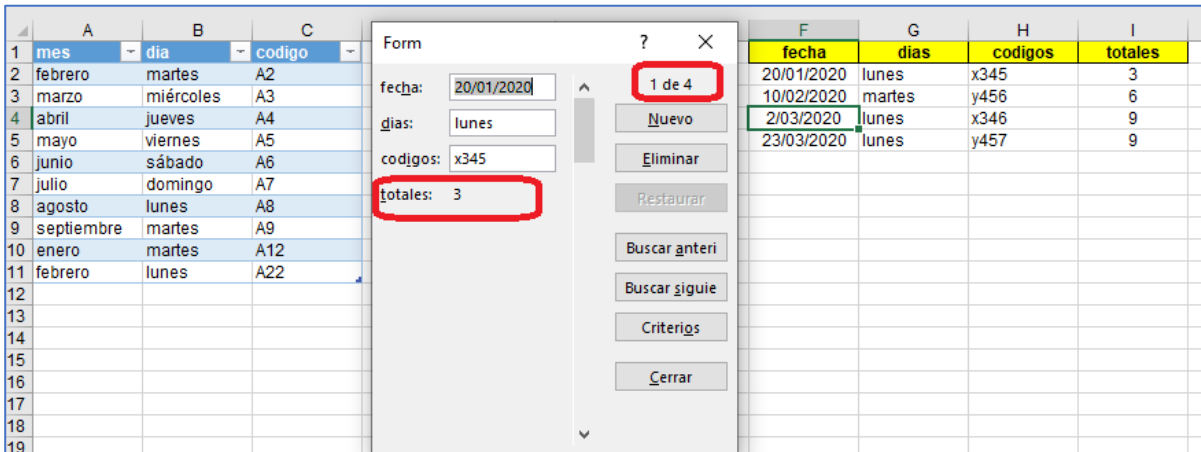 A B C
1 mes dia codigo
2 febrero martes A2
3 marzo miércoles A3
4 abril jueves A4
5 mayo viernes A5
6 junio sábado A6
7 julio domingo A7
8 agosto lunes A8
9 septiembre martes A9
10 enero martes A12
11 febrero lunes A22
12
13
14
15
16
17
18
19
Form ? X
fecha: 20/01/2020
dias: lunes
codigos: x345
totales: 3
1 de 4
Nuevo
Eliminar
Restaurar
Buscar anteri
Buscar siguie
Criterios
Cerrar
F G H I
fecha dias codigos totales
20/01/2020 lunes x345 3
10/02/2020 martes y456 6
2/03/2020 lunes x346 9
23/03/2020 lunes y457 9